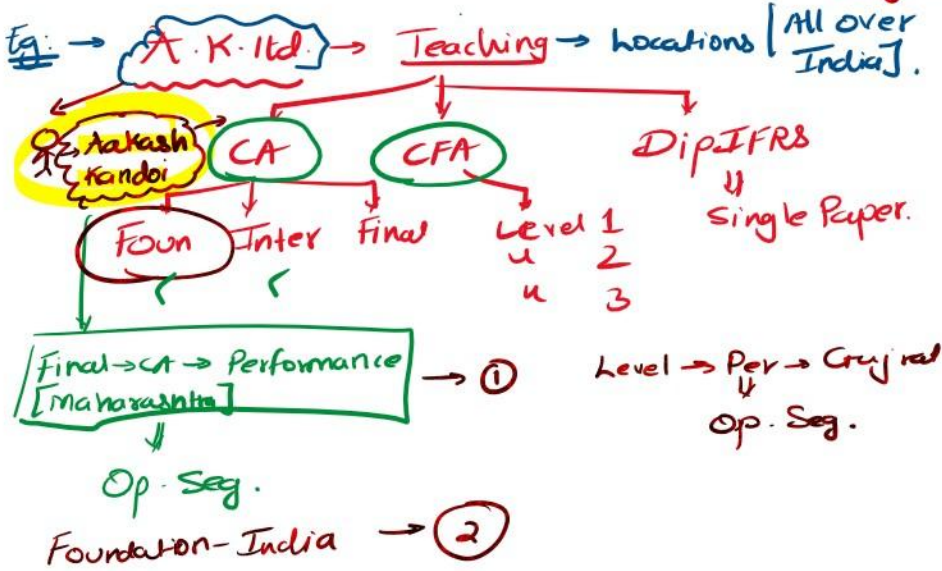 Eg: → A.K. ltd. → Teaching → Locations [All over India].
Aakash Kandoi → CA CFA DipIFRS
Foun Inter Final Level 1 Single Paper.
u 2
u 3
Final → CA → Performance → ① Level → Per → Gujrat
[Maharashtra] Op. Seg.
Op. Seg.
Foundation - India → ②